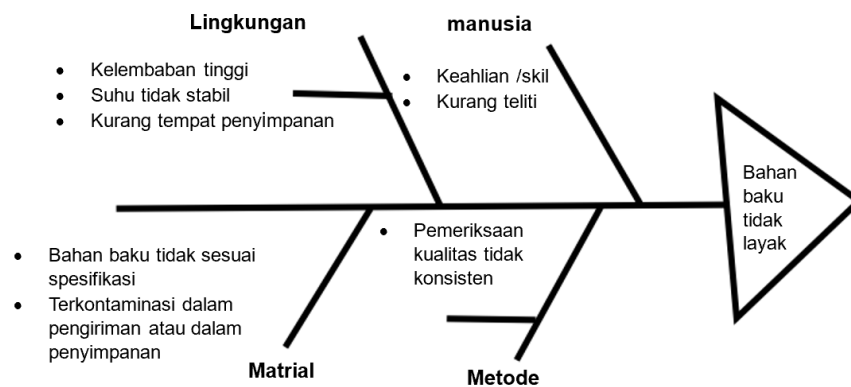 Lingkungan
• Kelembaban tinggi
• Suhu tidak stabil
• Kurang tempat penyimpanan
manusia
• Keahlian /skil
• Kurang teliti
Bahan
baku
tidak
layak
• Bahan baku tidak sesuai
spesifikasi
• Terkontaminasi dalam
pengiriman atau dalam
penyimpanan
Matrial
• Pemeriksaan
kualitas tidak
konsisten
Metode